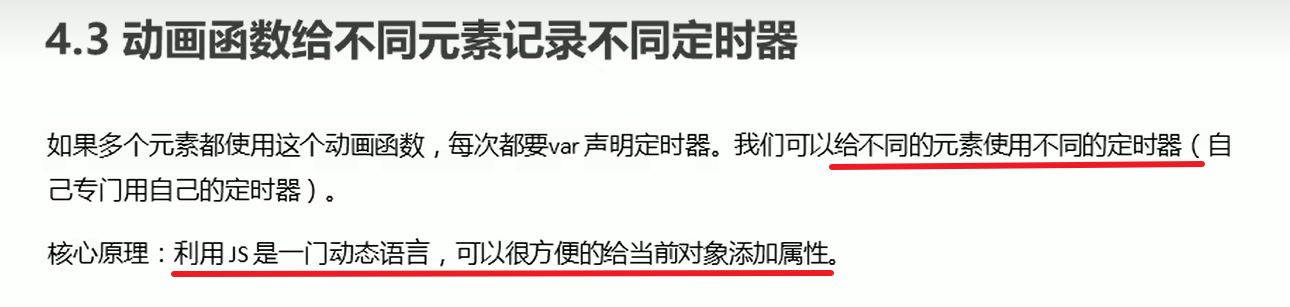 4.3 动画函数给不同元素记录不同定时器
如果多个元素都使用这个动画函数，每次都要var 声明定时器。我们可以给不同的元素使用不同的定时器（自
己专门用自己的定时器）。
核心原理：利用 JS 是一门动态语言，可以很方便的给当前对象添加属性。